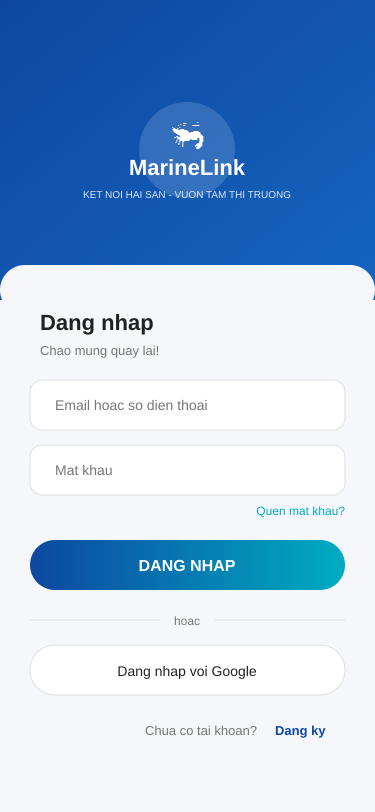 MarineLink
KET NOI HAI SAN - VUON TAM THI TRUONG
Dang nhap
Chao mung quay lai!
Email hoac so dien thoai
Mat khau
Quen mat khau?
DANG NHAP
hoac
Dang nhap voi Google
Chua co tai khoan? Dang ky